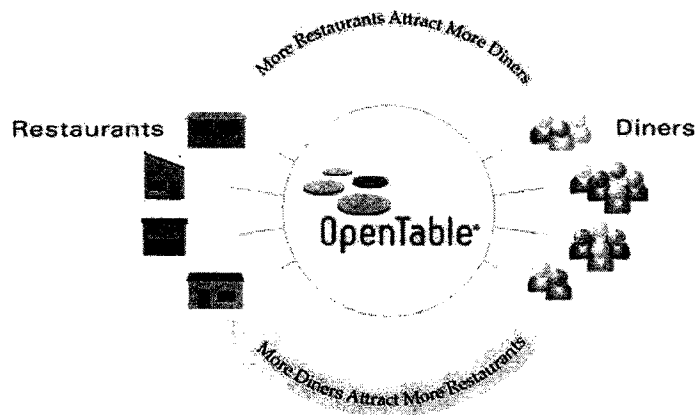 More Restaurants Attract More Diners
Restaurants
Diners
OpenTable®
More Diners Attract More Restaurants